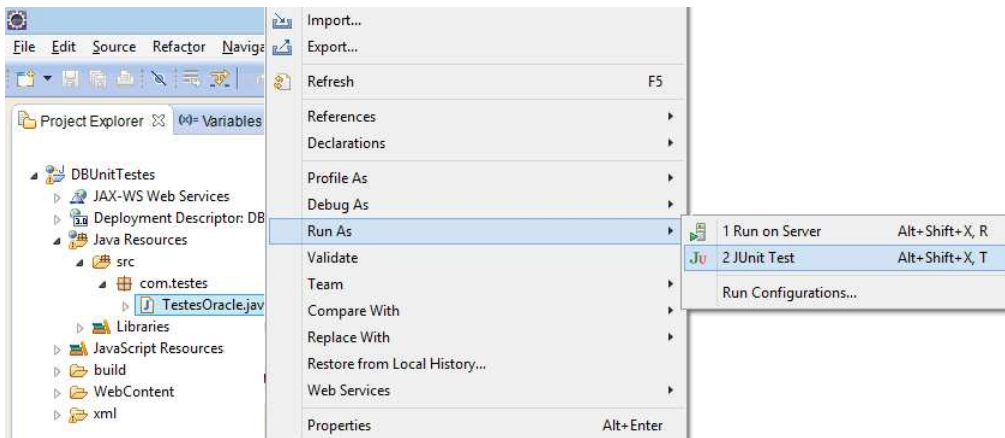 File Edit Source Refactor Naviga
Project Explorer (x)= Variables
DBUnitTestes
JAX-WS Web Services
3.0 Deployment Descriptor: DB
Java Resources
src
com.testes
J TestesOracle.jav
Libraries
JavaScript Resources
build
WebContent
xml
Import...
Export...
Refresh F5
References
Declarations
Profile As
Debug As
Run As
Validate
Team
Compare With
Replace With
Restore from Local History...
Web Services
Properties Alt+Enter
1 Run on Server Alt+Shift+X, R
Ju 2 JUnit Test Alt+Shift+X, T
Run Configurations...